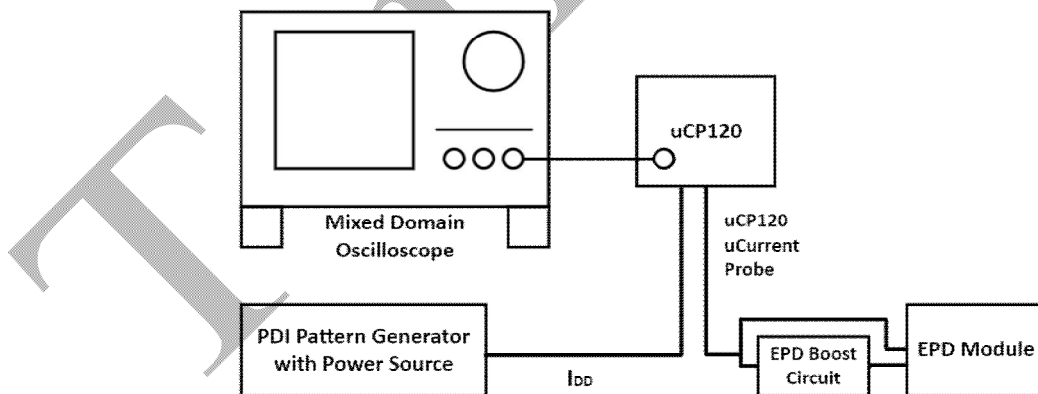 uCP120
Mixed Domain
Oscilloscope
uCP120
uCurrent
Probe
PDI Pattern Generator
with Power Source
IDD
EPD Boost
Circuit
EPD Module